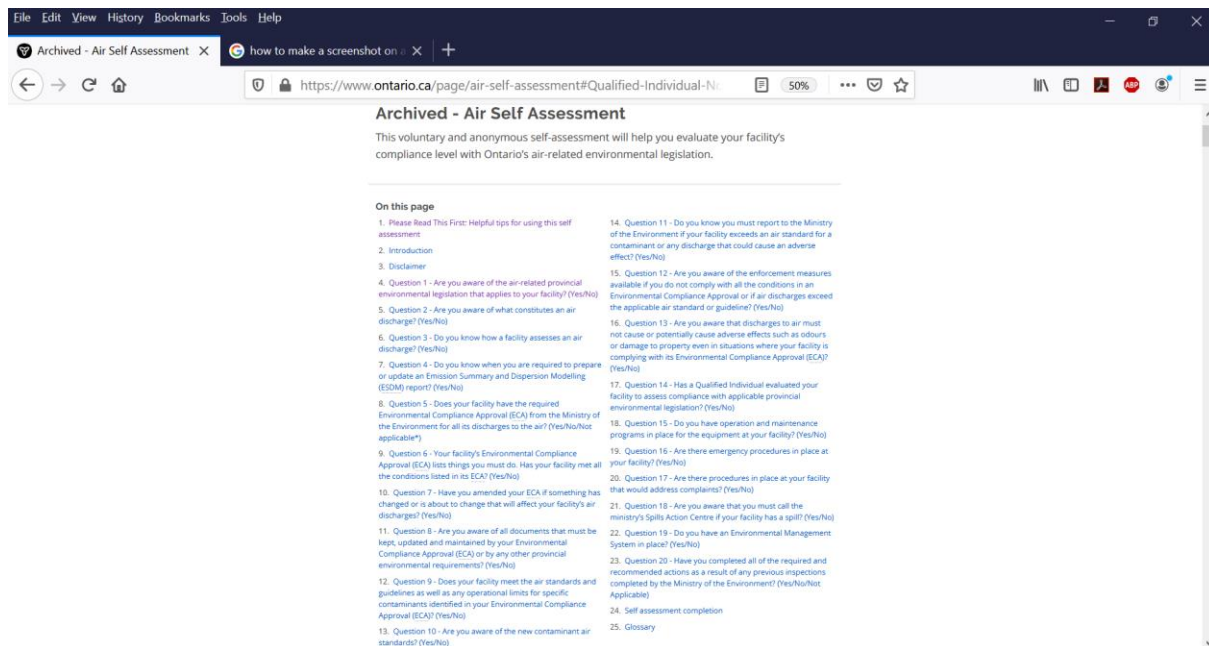 File Edit View History Bookmarks Tools Help
Archived - Air Self Assessment
how to make a screenshot on a
https://www.ontario.ca/page/air-self-assessment#Qualified-Individual-No
50%
ABP
Archived - Air Self Assessment
This voluntary and anonymous self-assessment will help you evaluate your facility's
compliance level with Ontario's air-related environmental legislation.
On this page
1. Please Read This First: Helpful tips for using this self
assessment
2. Introduction
3. Disclaimer
4. Question 1 - Are you aware of the air-related provincial
environmental legislation that applies to your facility? (Yes/No)
5. Question 2 - Are you aware of what constitutes an air
discharge? (Yes/No)
6. Question 3 - Do you know how a facility assesses an air
discharge? (Yes/No)
7. Question 4 - Do you know when you are required to prepare
or update an Emission Summary and Dispersion Modelling
(ESDM) report? (Yes/No)
8. Question 5 - Does your facility have the required
Environmental Compliance Approval (ECA) from the Ministry of
the Environment for all its discharges to the air? (Yes/No/Not
applicable*)
9. Question 6 - Your facility's Environmental Compliance
Approval (ECA) lists things you must do. Has your facility met all
the conditions listed in its ECA? (Yes/No)
10. Question 7 - Have you amended your ECA if something has
changed or is about to change that will affect your facility's air
discharges? (Yes/No)
11. Question 8 - Are you aware of all documents that must be
kept, updated and maintained by your Environmental
Compliance Approval (ECA) or by any other provincial
environmental requirements? (Yes/No)
12. Question 9 - Does your facility meet the air standards and
guidelines as well as any operational limits for specific
contaminants identified in your Environmental Compliance
Approval (ECA)? (Yes/No)
13. Question 10 - Are you aware of the new contaminant air
standards? (Yes/No)
14. Question 11 - Do you know you must report to the Ministry
of the Environment if your facility exceeds an air standard for a
contaminant or any discharge that could cause an adverse
effect? (Yes/No)
15. Question 12 - Are you aware of the enforcement measures
available if you do not comply with all the conditions in an
Environmental Compliance Approval or if air discharges exceed
the applicable air standard or guideline? (Yes/No)
16. Question 13 - Are you aware that discharges to air must
not cause or potentially cause adverse effects such as odours
or damage to property even in situations where your facility is
complying with its Environmental Compliance Approval (ECA)?
(Yes/No)
17. Question 14 - Has a Qualified Individual evaluated your
facility to assess compliance with applicable provincial
environmental legislation? (Yes/No)
18. Question 15 - Do you have operation and maintenance
programs in place for the equipment at your facility? (Yes/No)
19. Question 16 - Are there emergency procedures in place at
your facility? (Yes/No)
20. Question 17 - Are there procedures in place at your facility
that would address complaints? (Yes/No)
21. Question 18 - Are you aware that you must call the
ministry's Spills Action Centre if your facility has a spill? (Yes/No)
22. Question 19 - Do you have an Environmental Management
System in place? (Yes/No)
23. Question 20 - Have you completed all of the required and
recommended actions as a result of any previous inspections
completed by the Ministry of the Environment? (Yes/No/Not
Applicable)
24. Self assessment completion
25. Glossary